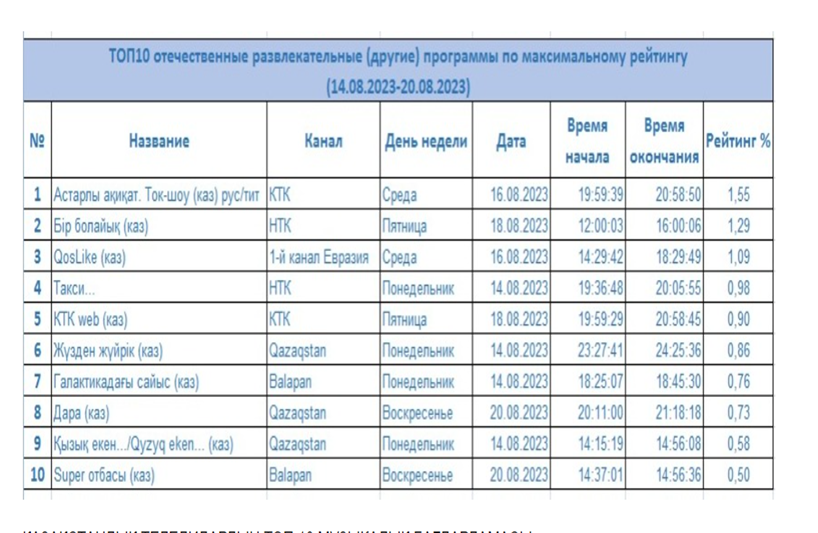 ТОП10 отечественные развлекательные (другие) программы по максимальному рейтингу
(14.08.2023-20.08.2023)
№ Название Канал День недели Дата Время начала Время окончания Рейтинг %
1 Астарлы ақиқат. Ток-шоу (каз) рус/тит КТК Среда 16.08.2023 19:59:39 20:58:50 1,55
2 Бір болайық (каз) НТК Пятница 18.08.2023 12:00:03 16:00:06 1,29
3 QosLike (каз) 1-й канал Евразия Среда 16.08.2023 14:29:42 18:29:49 1,09
4 Такси... НТК Понедельник 14.08.2023 19:36:48 20:05:55 0,98
5 КТК web (каз) КТК Пятница 18.08.2023 19:59:29 20:58:45 0,90
6 Жүзден жүйрік (каз) Qazaqstan Понедельник 14.08.2023 23:27:41 24:25:36 0,86
7 Галактикадағы сайыс (каз) Balapan Понедельник 14.08.2023 18:25:07 18:45:30 0,76
8 Дара (каз) Qazaqstan Воскресенье 20.08.2023 20:11:00 21:18:18 0,73
9 Қызық екен.../Qyzyq eken... (каз) Qazaqstan Понедельник 14.08.2023 14:15:19 14:56:08 0,58
10 Super отбасы (каз) Balapan Воскресенье 20.08.2023 14:37:01 14:56:36 0,50